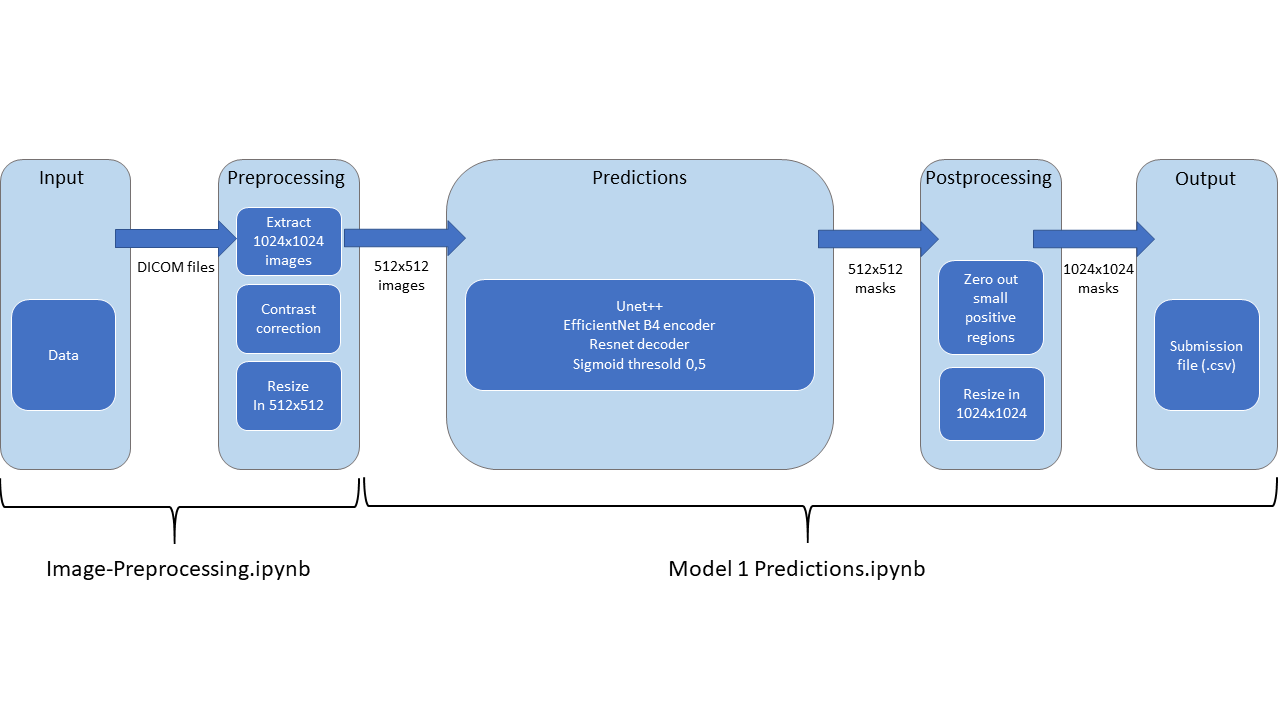 Input
Data
DICOM files
Preprocessing
Extract
1024x1024
images
Contrast
correction
Resize
In 512x512
512x512
images
Predictions
Unet++
EfficientNet B4 encoder
Resnet decoder
Sigmoid thresold 0,5
512x512
masks
Postprocessing
Zero out
small
positive
regions
Resize in
1024x1024
1024x1024
masks
Output
Submission
file (.csv)
Image-Preprocessing.ipynb
Model 1 Predictions.ipynb